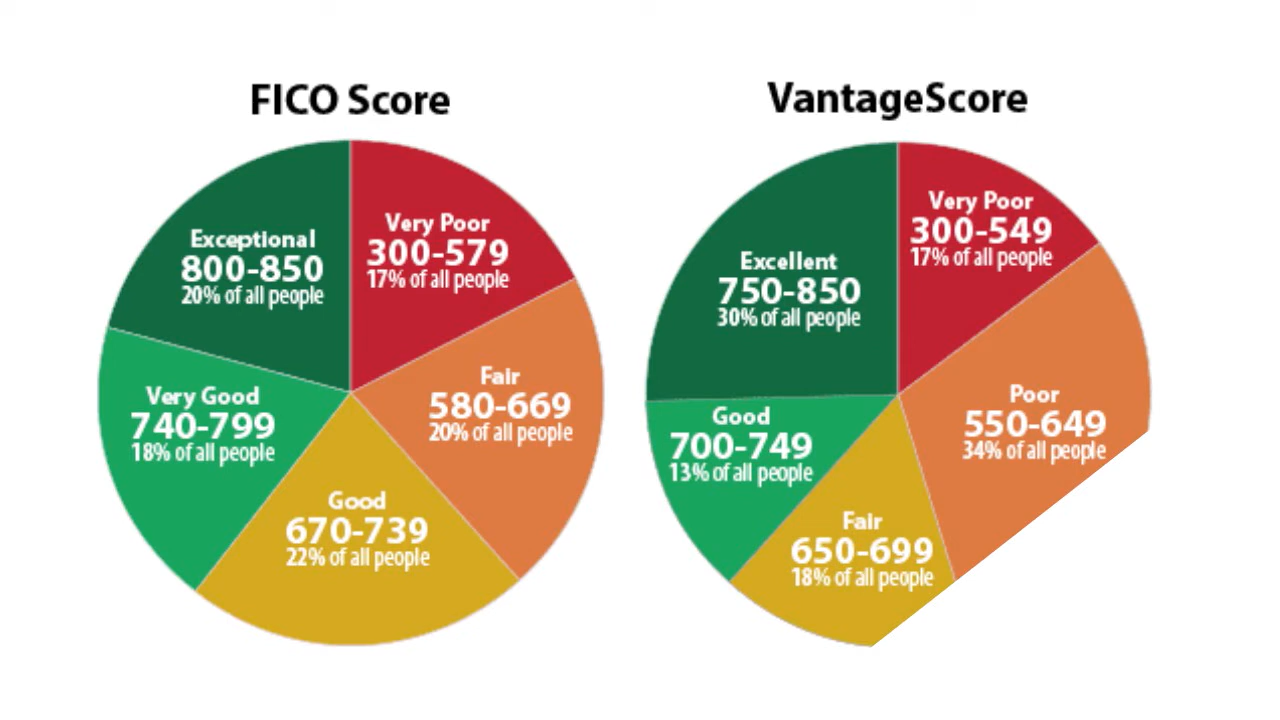 FICO Score
Exceptional
800-850
20% of all people
Very Poor
300-579
17% of all people
Fair
580-669
20% of all people
Good
670-739
22% of all people
Very Good
740-799
18% of all people
VantageScore
Excellent
750-850
30% of all people
Very Poor
300-549
17% of all people
Poor
550-649
34% of all people
Fair
650-699
18% of all people
Good
700-749
13% of all people